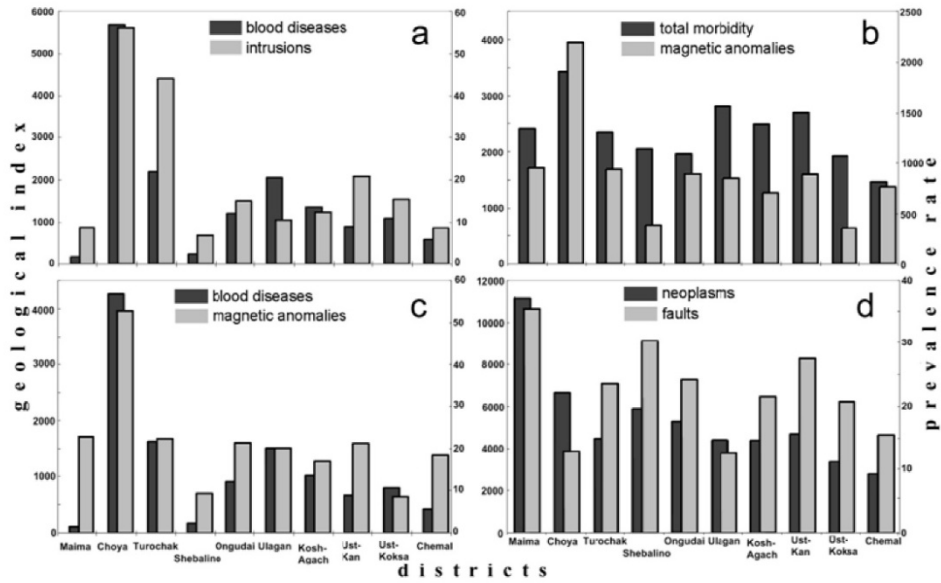 geological index
6000
5000
4000
3000
2000
1000
0
blood diseases
intrusions
a
60
50
40
30
20
10
0
4000
3000
2000
1000
0
total morbidity
magnetic anomalies
b
2500
2000
1500
1000
500
0
prevalence rate
4000
3000
2000
1000
0
blood diseases
magnetic anomalies
c
60
50
40
30
20
10
0
Maima Choya Turochak Shebalino Ongudai Ulagan Kosh-Agach Ust-Kan Ust-Koksa Chemal
12000
10000
8000
6000
4000
2000
0
neoplasms
faults
d
40
30
20
10
0
Maima Choya Turochak Shebalino Ongudai Ulagan Kosh-Agach Ust-Kan Ust-Koksa Chemal
districts